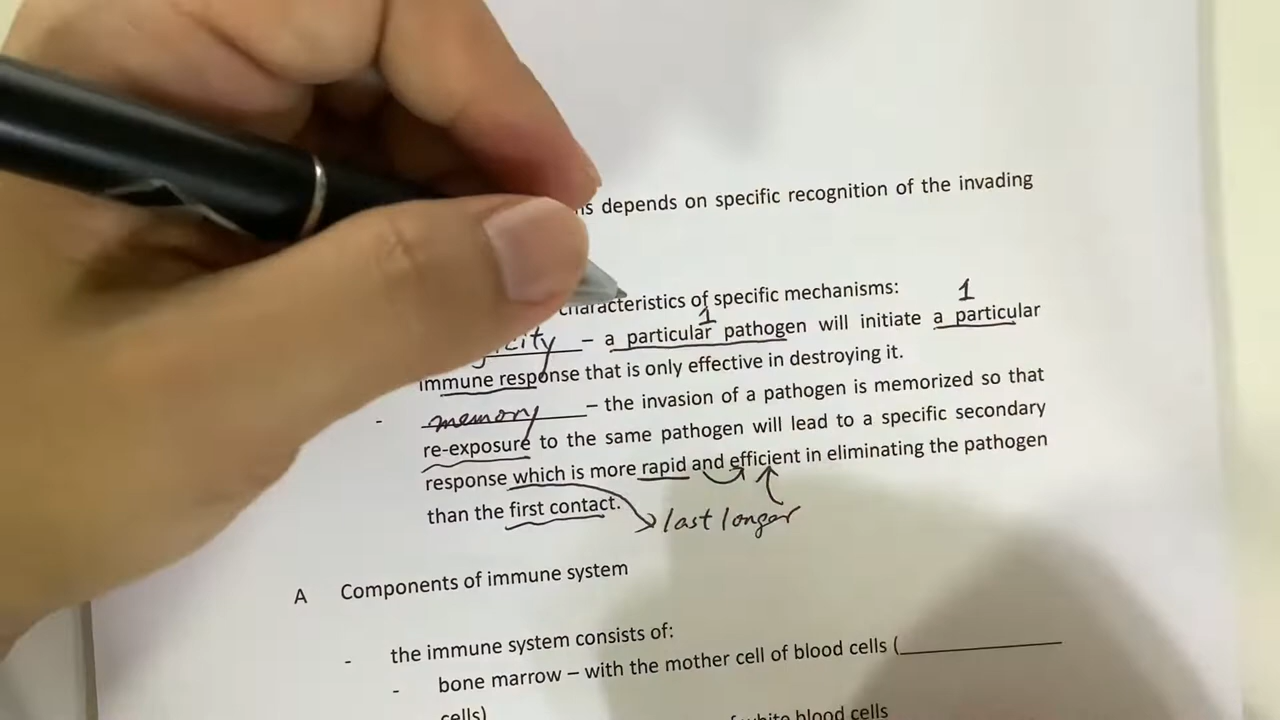 depends on specific recognition of the invading
characteristics of specific mechanisms:
1
1
– a particular pathogen will initiate a particular
immune response that is only effective in destroying it.
- memory – the invasion of a pathogen is memorized so that
re-exposure to the same pathogen will lead to a specific secondary
response which is more rapid and efficient in eliminating the pathogen
than the first contact.
last longer
A Components of immune system
- the immune system consists of:
- bone marrow – with the mother cell of blood cells (
cells)
white blood cells